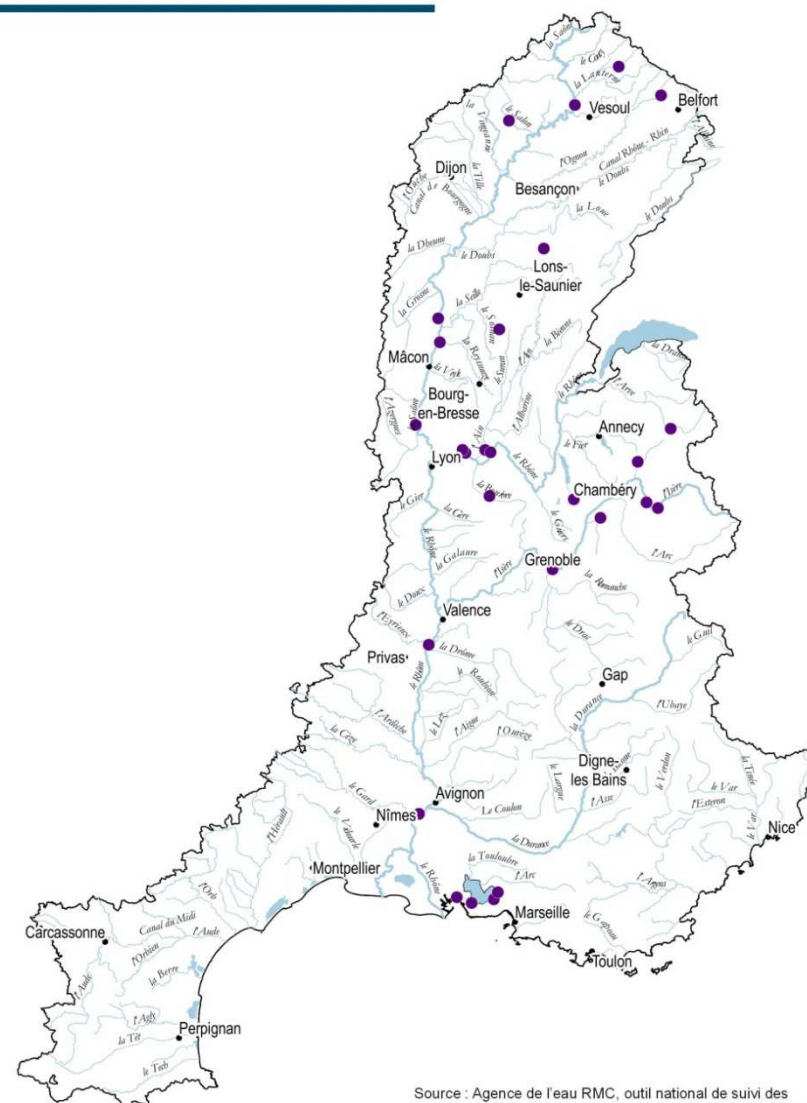 la Saône
le Coney
la Lanterne
Vesoul
Belfort
le Salon
la Vingeanne
la Tille
l'Ognon
Canal Rhône - Rhin
le Doubs
Dijon
l'Ouche
Canal de Bourgogne
Besançon
la Loue
le Doubs
la Dheune
le Doubs
Lons-
le-Saunier
la Grosne
la Seille
le Solnan
la Bienne
l'Ain
le Suran
la Reyssouze
Mâcon
la Veyle
Bourg-
en-Bresse
l'Albarine
le Rhône
la Dranse
l'Arve
l'Azergues
la Saône
l'Ain
Annecy
le Fier
Lyon
le Rhône
la Bourbre
Chambéry
l'Isère
le Gier
la Gère
le Guiers
l'Arc
le Rhône
la Galaure
l'Isère
Grenoble
la Romanche
le Doux
Valence
le Drac
l'Eyrieux
le Guil
Privas
la Drôme
le Rhône
le Roubion
Gap
la Durance
l'Ubaye
l'Ardèche
le Lez
l'Aigue
l'Ouvèze
la Cèze
Digne-
les Bains
le Verdon
la Tinée
le Largue
le Gard
Avignon
Le Coulon
l'Asse
le Var
l'Esteron
le Var
Nîmes
le Vidourle
l'Hérault
la Durance
Nice
Montpellier
la Touloubre
l'Arc
l'Argens
le Rhône
l'Orb
Marseille
le Gapeau
Canal du Midi
l'Aude
Carcassonne
Toulon
l'Orbieu
la Berre
l'Aude
l'Agly
Perpignan
la Têt
le Tech
Source : Agence de l'eau RMC, outil national de suivi des